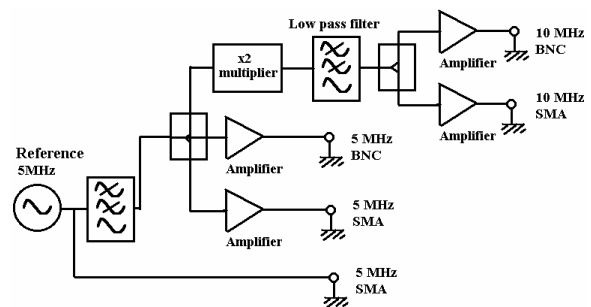 Low pass filter
x2
multiplier
Amplifier
10 MHz
BNC
Amplifier
10 MHz
SMA
Reference
5MHz
Amplifier
5 MHz
BNC
Amplifier
5 MHz
SMA
5 MHz
SMA